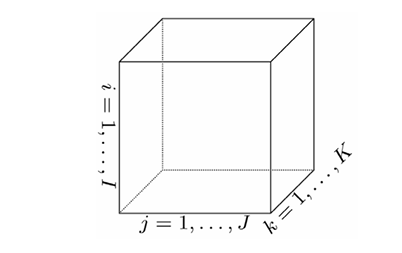 i = 1, . . . , I
j = 1, . . . , J
k = 1, . . . , K